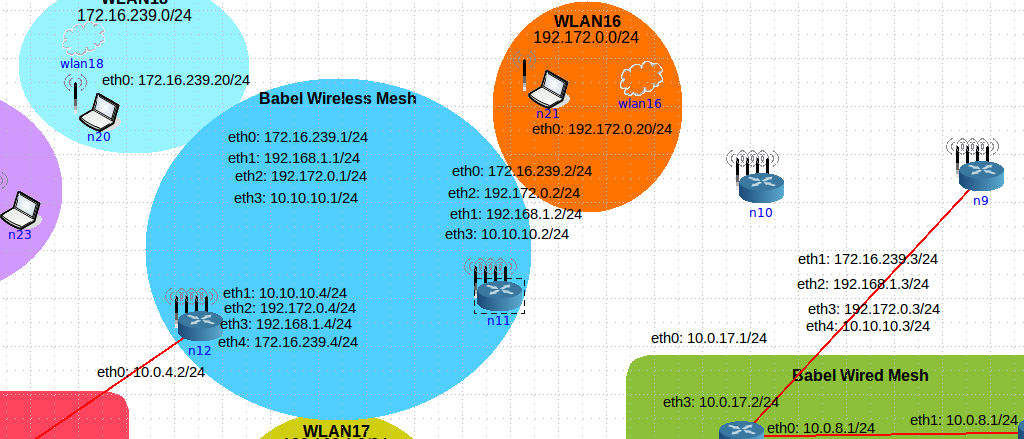 172.16.239.0/24
wlan18
eth0: 172.16.239.20/24
n20
n23
Babel Wireless Mesh
eth0: 172.16.239.1/24
eth1: 192.168.1.1/24
eth2: 192.172.0.1/24
eth3: 10.10.10.1/24
WLAN16
192.172.0.0/24
wlan16
n21
eth0: 192.172.0.20/24
eth0: 172.16.239.2/24
eth2: 192.172.0.2/24
eth1: 192.168.1.2/24
eth3: 10.10.10.2/24
n11
n10
n9
eth1: 172.16.239.3/24
eth2: 192.168.1.3/24
eth3: 192.172.0.3/24
eth4: 10.10.10.3/24
eth0: 10.0.17.1/24
eth1: 10.10.10.4/24
eth2: 192.172.0.4/24
eth3: 192.168.1.4/24
eth4: 172.16.239.4/24
n12
eth0: 10.0.4.2/24
WLAN17
Babel Wired Mesh
eth3: 10.0.17.2/24
eth0: 10.0.8.1/24
eth1: 10.0.8.1/24